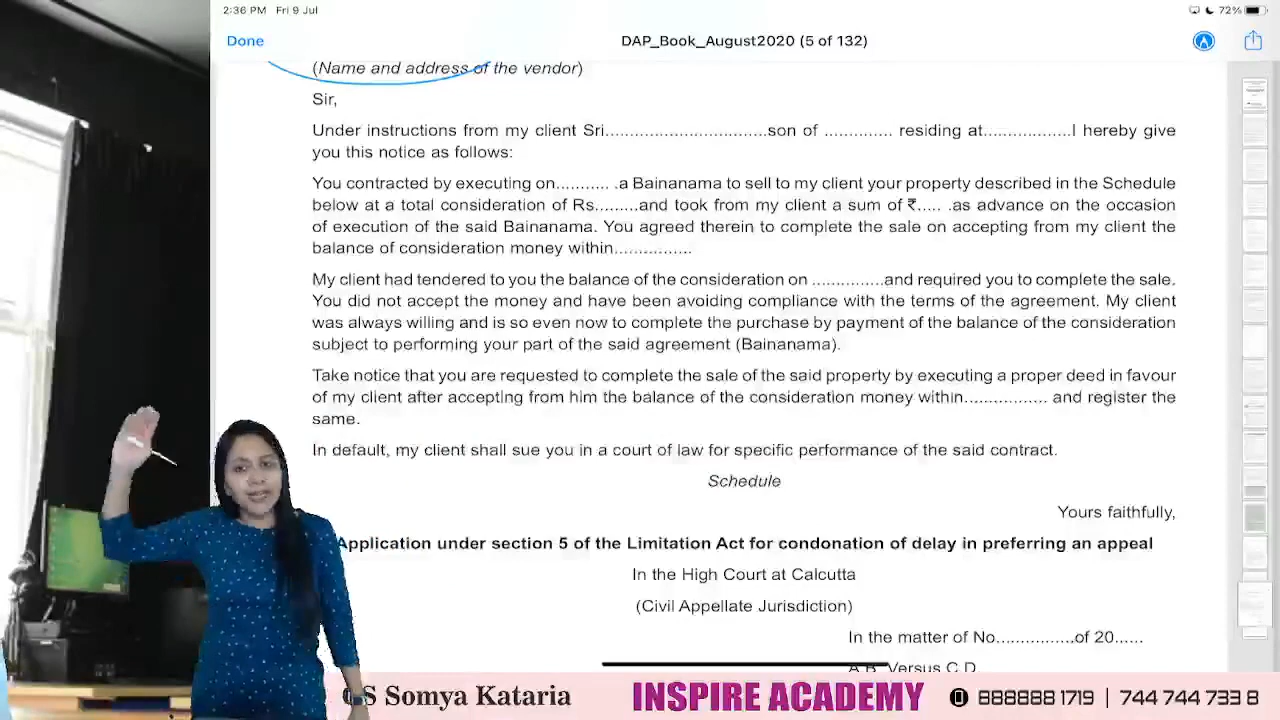 2:36 PM Fri 9 Jul
72%
Done
DAP_Book_August2020 (5 of 132)
(Name and address of the vendor)
Sir,
Under instructions from my client Sri................................son of .............. residing at..................I hereby give
you this notice as follows:
You contracted by executing on........... .a Bainanama to sell to my client your property described in the Schedule
below at a total consideration of Rs.........and took from my client a sum of ₹..... .as advance on the occasion
of execution of the said Bainanama. You agreed therein to complete the sale on accepting from my client the
balance of consideration money within................
My client had tendered to you the balance of the consideration on ...............and required you to complete the sale.
You did not accept the money and have been avoiding compliance with the terms of the agreement. My client
was always willing and is so even now to complete the purchase by payment of the balance of the consideration
subject to performing your part of the said agreement (Bainanama).
Take notice that you are requested to complete the sale of the said property by executing a proper deed in favour
of my client after accepting from him the balance of the consideration money within................. and register the
same.
In default, my client shall sue you in a court of law for specific performance of the said contract.
Schedule
Yours faithfully,
Application under section 5 of the Limitation Act for condonation of delay in preferring an appeal
In the High Court at Calcutta
(Civil Appellate Jurisdiction)
In the matter of No................of 20......
A.B. Versus C.D.
CS Somya Kataria
INSPIRE ACADEMY
888888 1719 | 744 744 733 8